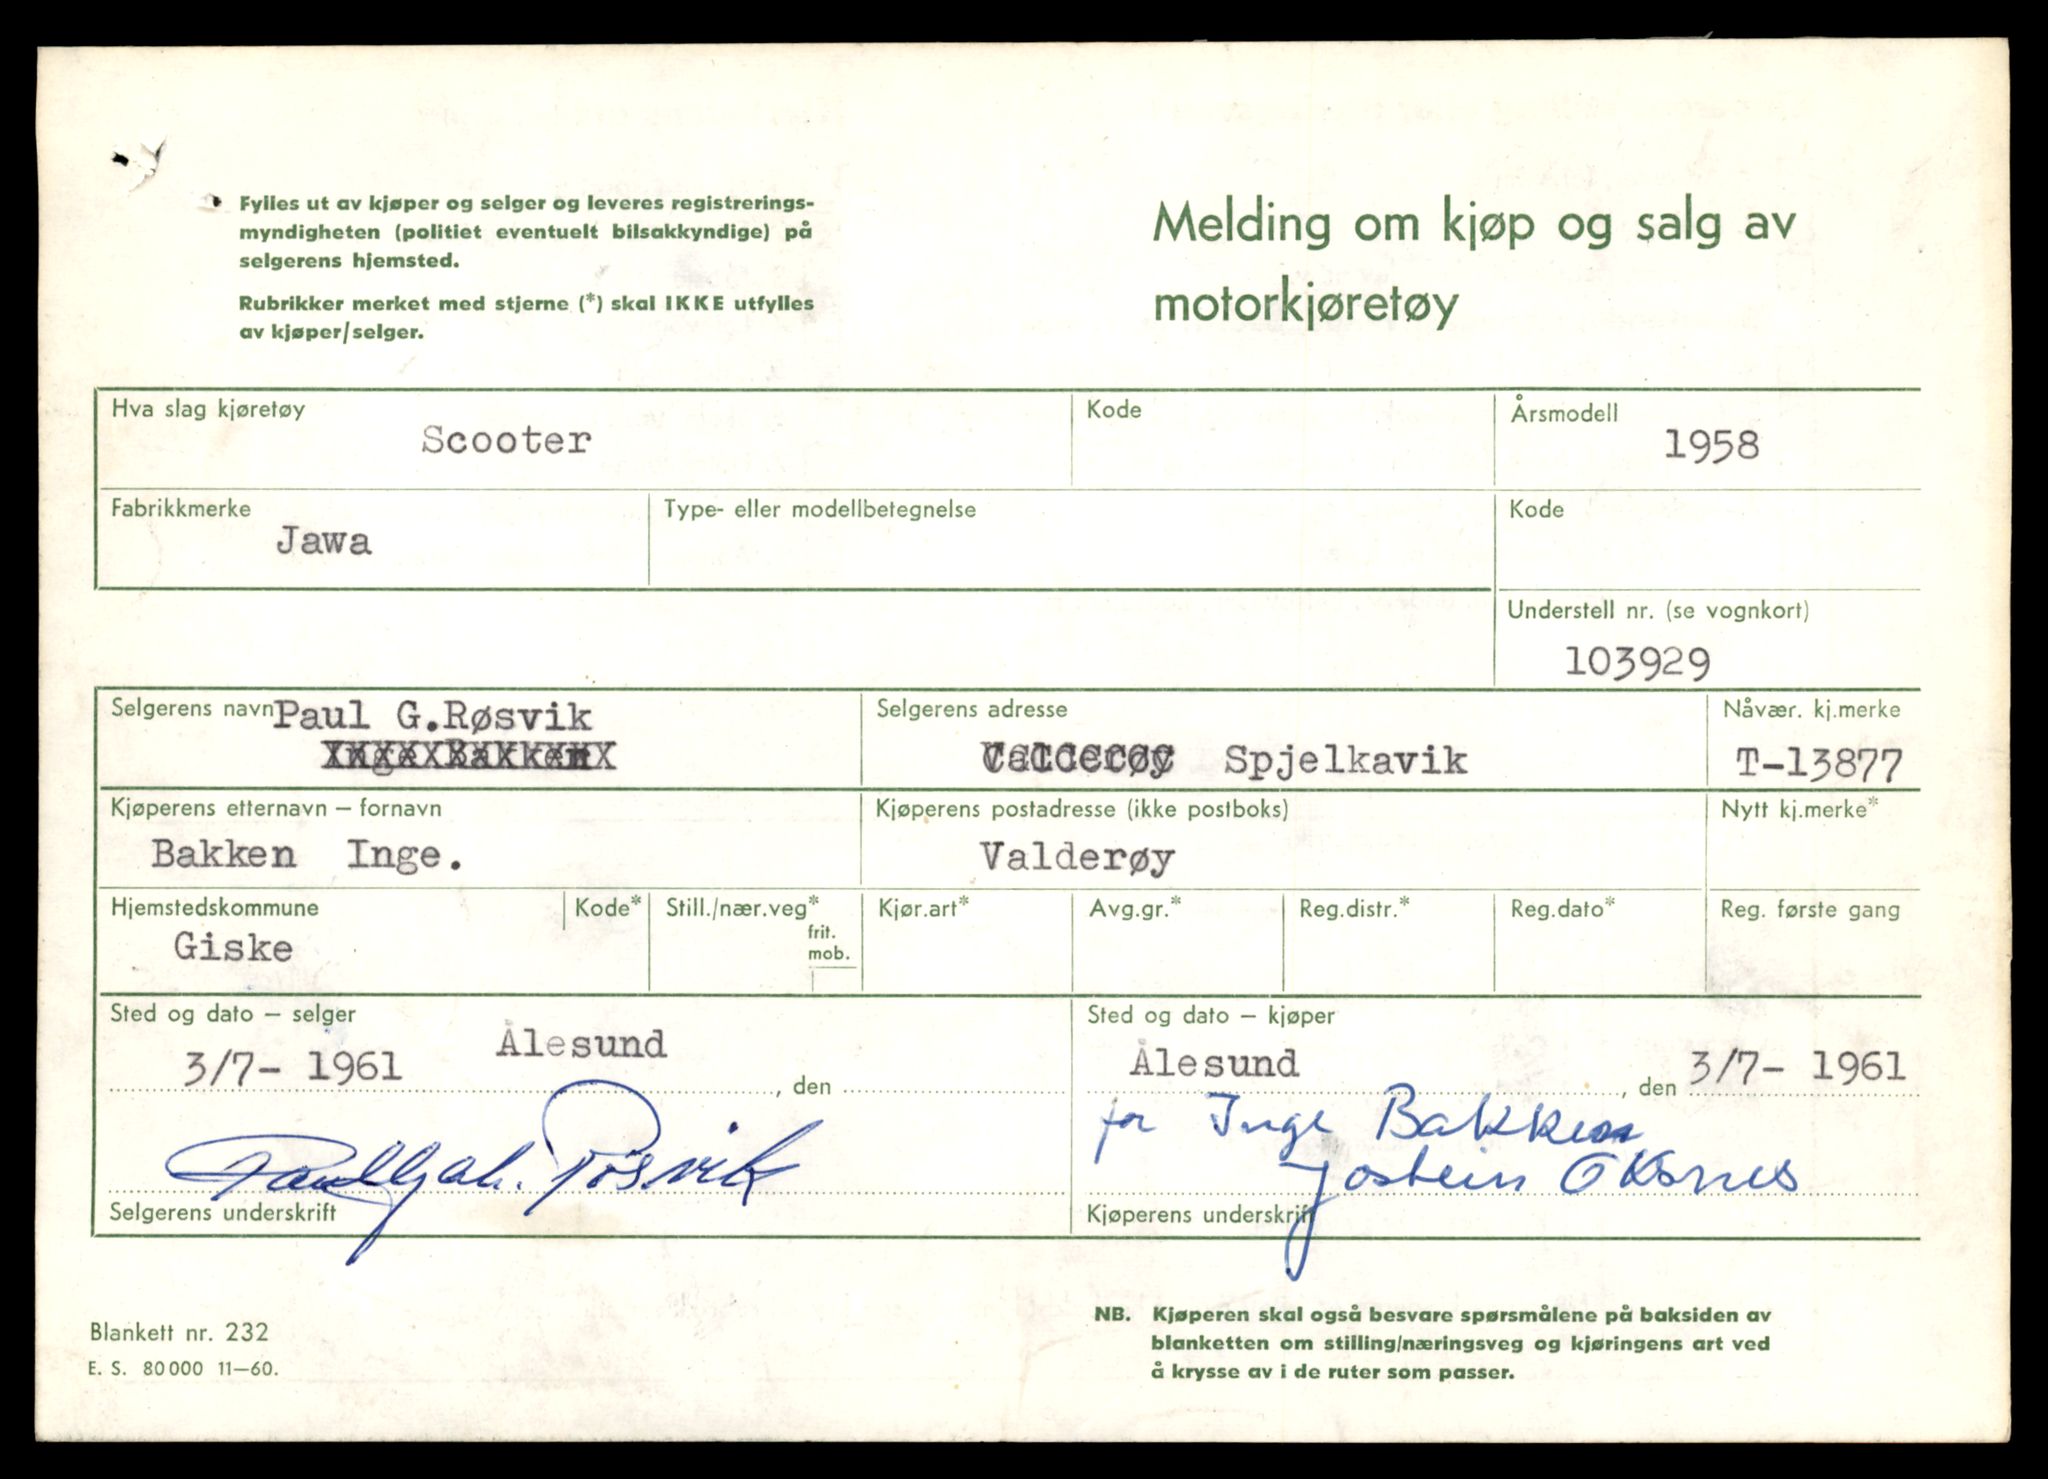 Fylles ut av kjøper og selger og leveres registrerings-
myndigheten (politiet eventuelt bilsakkyndige) på
selgerens hjemsted.
Rubrikker merket med stjerne (*) skal IKKE utfylles
av kjøper/selger.
Melding om kjøp og salg av
motorkjøretøy
Hva slag kjøretøy
Scooter
Kode
Årsmodell
1958
Fabrikkmerke
Jawa
Type- eller modellbetegnelse
Kode
Understell nr. (se vognkort)
103929
Selgerens navn Paul G.Røsvik
Inge Bakken
Selgerens adresse
Valderøy Spjelkavik
Nåvær. kj.merke
T-13877
Kjøperens etternavn – fornavn
Bakken Inge.
Kjøperens postadresse (ikke postboks)
Valderøy
Nytt kj.merke*
Hjemstedskommune
Giske
Kode*
Still./nær.veg*
frit.
mob.
Kjør.art*
Avg.gr.*
Reg.distr.*
Reg.dato*
Reg. første gang
Sted og dato – selger
3/7- 1961 Ålesund
, den
Selgerens underskrift
Røsvik
Sted og dato – kjøper
Ålesund , den 3/7- 1961
for Inge Bakken
Jostein Oksnes
Kjøperens underskrift
Blankett nr. 232
E. S. 80000 11–60.
NB. Kjøperen skal også besvare spørsmålene på baksiden av
blanketten om stilling/næringsveg og kjøringens art ved
å krysse av i de ruter som passer.